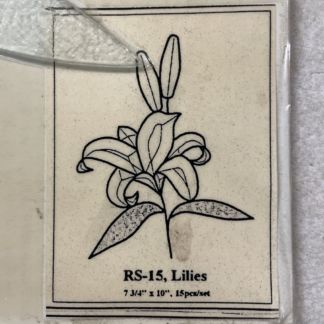 RS-15, Lilies
7 3/4" x 10", 15pcs/set